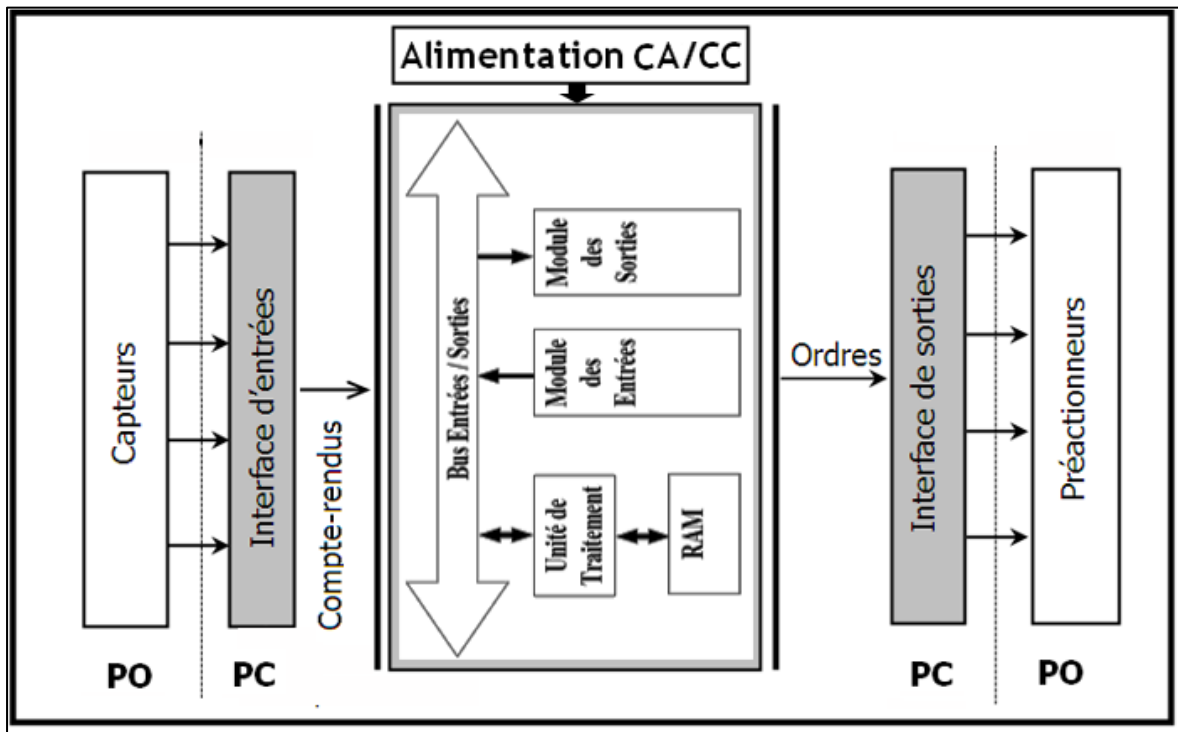 Alimentation CA/CC
Capteurs
Interface d'entrées
Compte-rendus
Bus Entrées / Sorties
Module
des
Sorties
Module
des
Entrées
Unité de
Traitement
RAM
Ordres
Interface de sorties
Préactionneurs
PO
PC
PC
PO